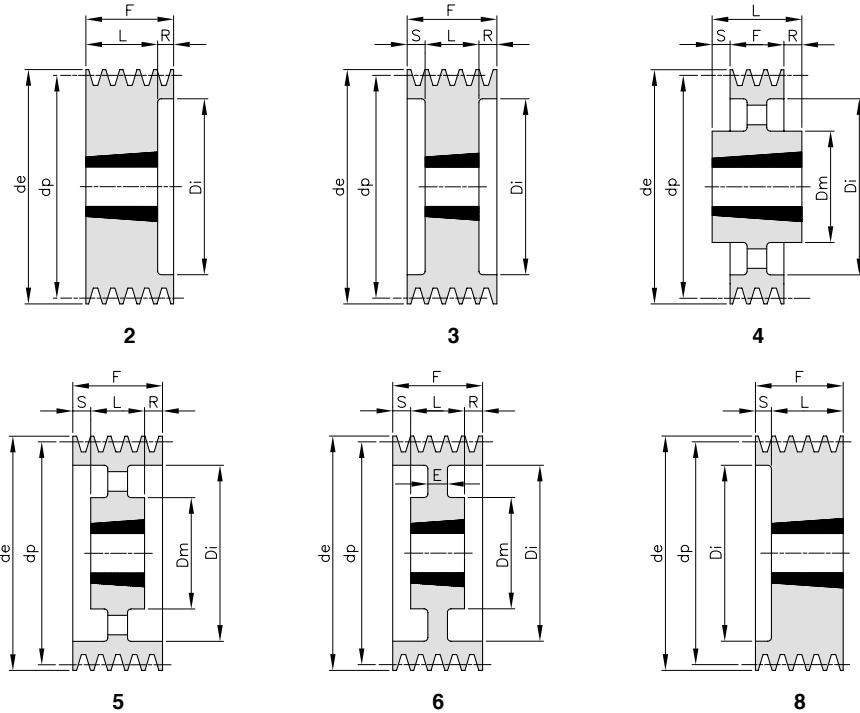 F
L R
de
dp
Di
2
F
S L R
de
dp
Di
3
L
S F R
de
dp
Dm
Di
4
F
S L R
de
dp
Dm
Di
5
F
S L R
E
de
dp
Dm
Di
6
F
S L
de
dp
Di
8